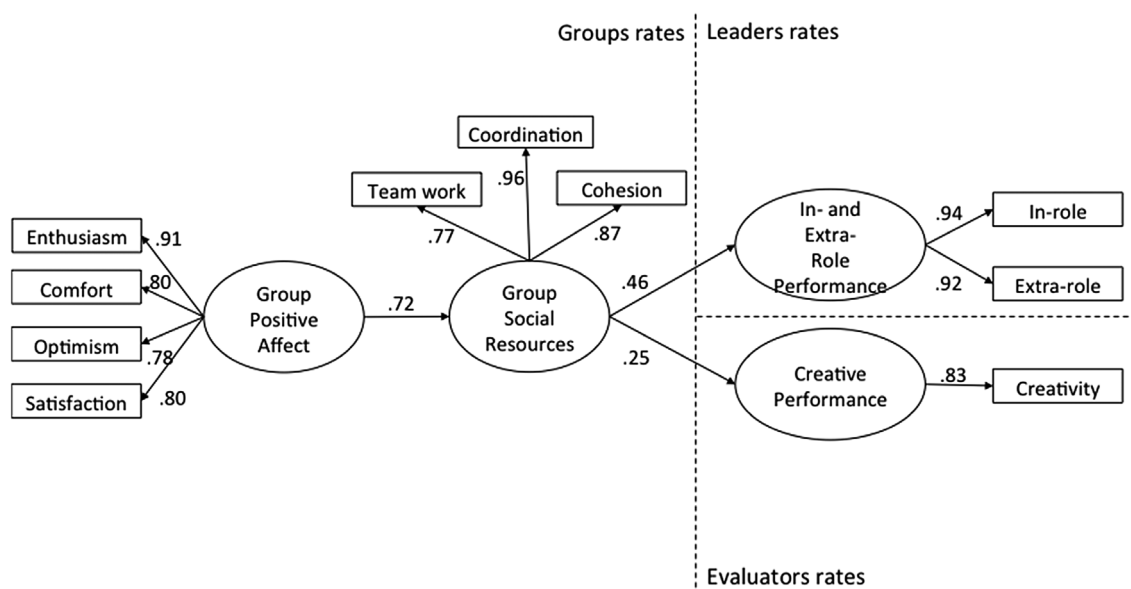 Groups rates
Leaders rates
Coordination
Team work
.96
Cohesion
.77
.87
Enthusiasm
.91
Comfort
.80
Optimism
.78
Satisfaction
.80
Group
Positive
Affect
.72
Group
Social
Resources
.46
.25
In- and
Extra-
Role
Performance
.94
In-role
.92
Extra-role
Creative
Performance
.83
Creativity
Evaluators rates